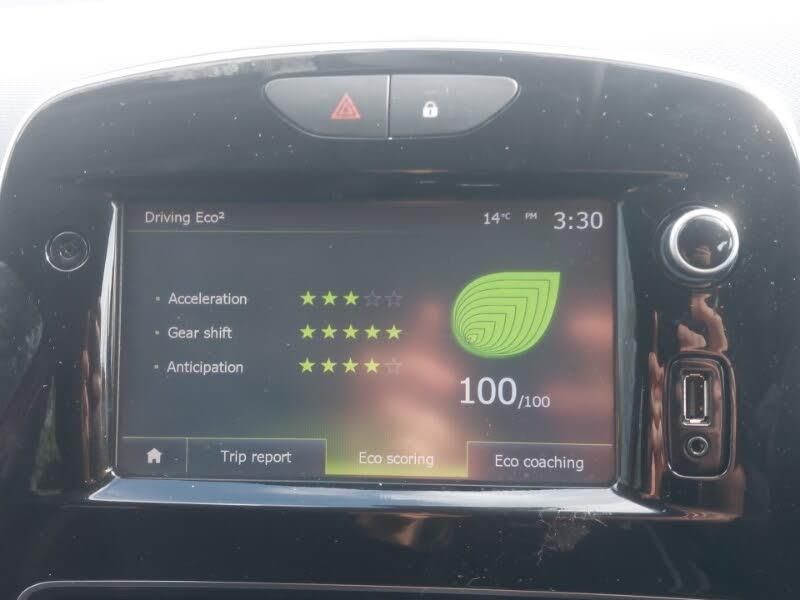 Driving Eco² 14°C PM 3:30
Acceleration
Gear shift
Anticipation
100/100
Trip report Eco scoring Eco coaching